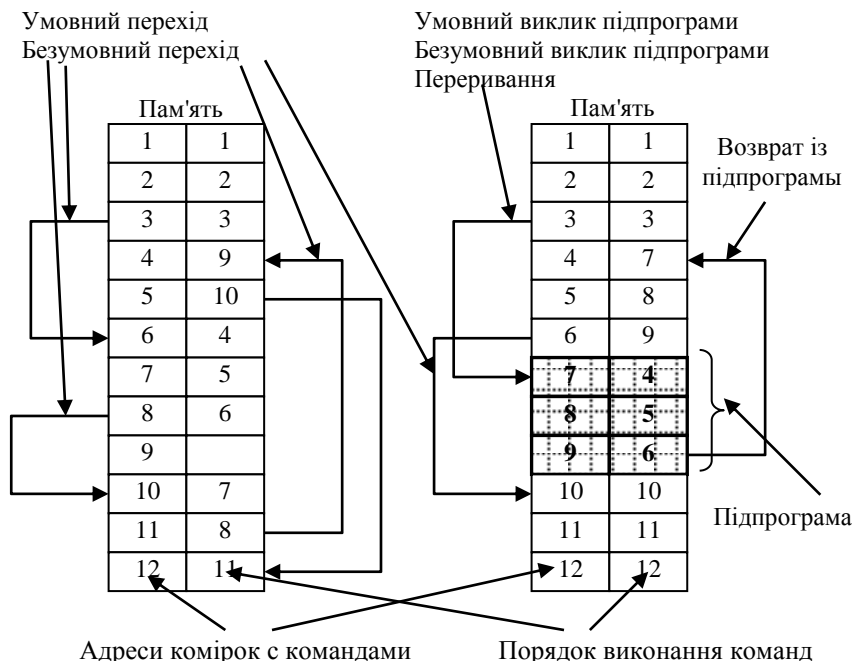 Умовний перехід
Безумовний перехід
Умовний виклик підпрограми
Безумовний виклик підпрограми
Переривання
Пам'ять
1 1
2 2
3 3
4 9
5 10
6 4
7 5
8 6
9
10 7
11 8
12 11
Пам'ять
1 1
2 2
3 3
4 7
5 8
6 9
7 4
8 5
9 6
10 10
11 11
12 12
Возврат із
підпрограмы
Підпрограма
Адреси комірок с командами
Порядок виконання команд